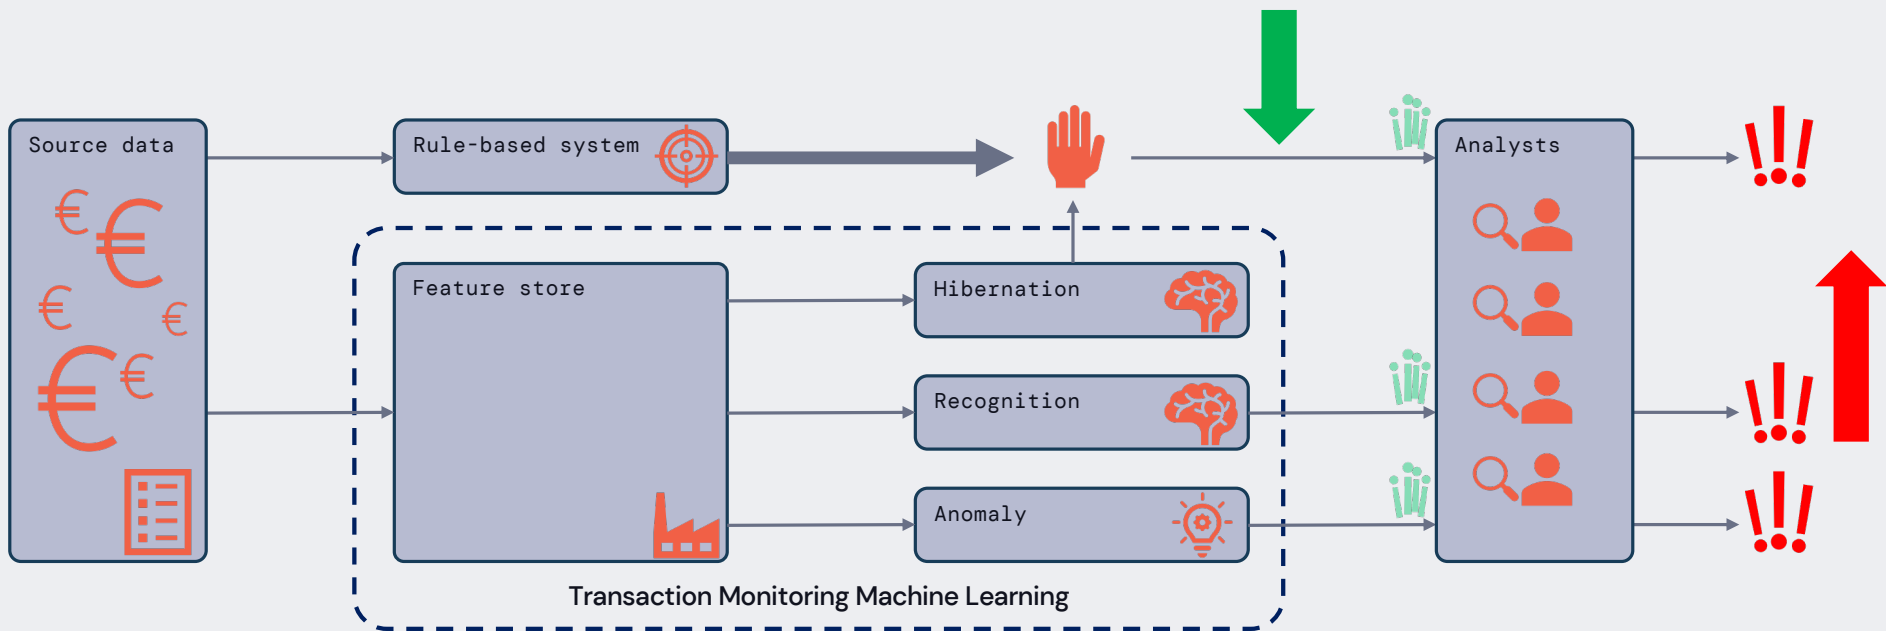 Source data
Rule-based system
Analysts
Feature store
Hibernation
Recognition
Anomaly
Transaction Monitoring Machine Learning